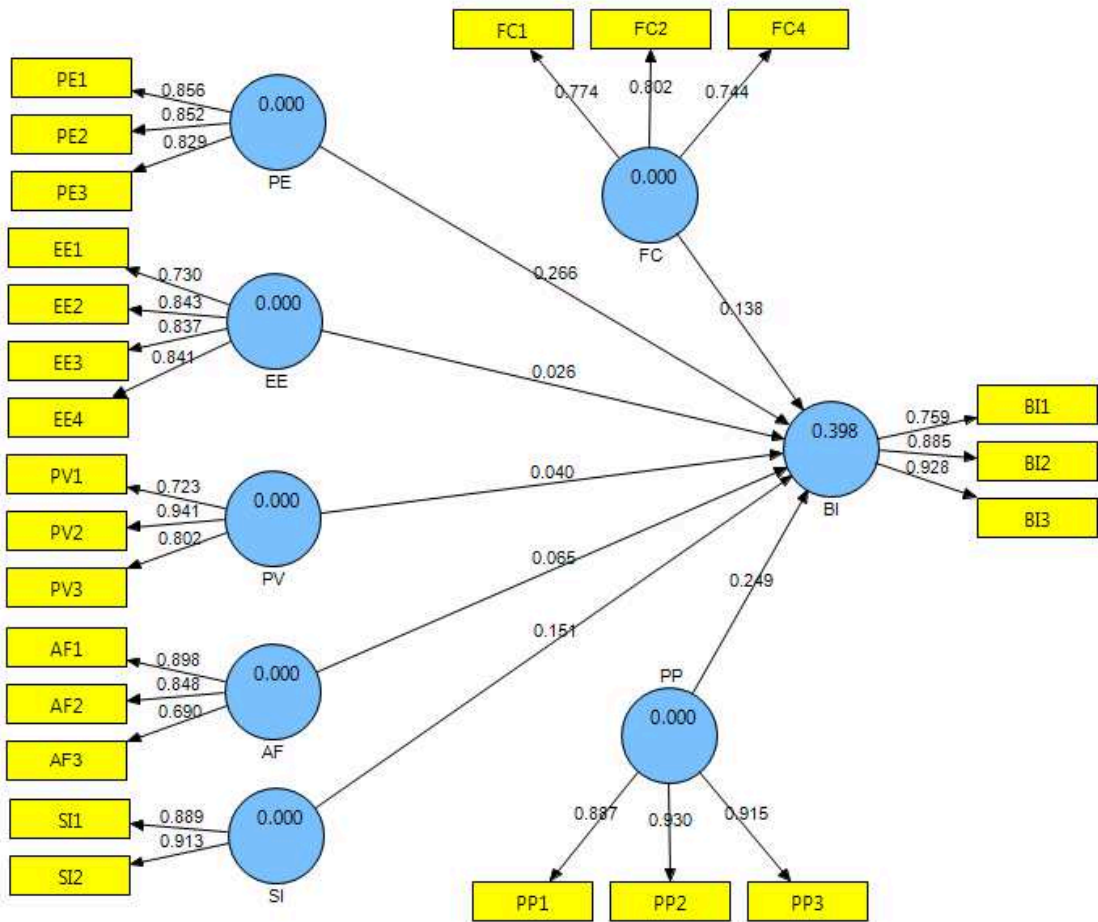 FC1
FC2
FC4
0.774
0.802
0.744
0.000
FC
0.138
PE1
PE2
PE3
0.856
0.852
0.829
0.000
PE
0.266
EE1
EE2
EE3
EE4
0.730
0.843
0.837
0.841
0.000
EE
0.026
PV1
PV2
PV3
0.723
0.941
0.802
0.000
PV
0.040
AF1
AF2
AF3
0.898
0.848
0.690
0.000
AF
0.065
SI1
SI2
0.889
0.913
0.000
SI
0.151
0.398
BI
0.759
0.885
0.928
BI1
BI2
BI3
0.249
PP
0.000
0.887
0.930
0.915
PP1
PP2
PP3